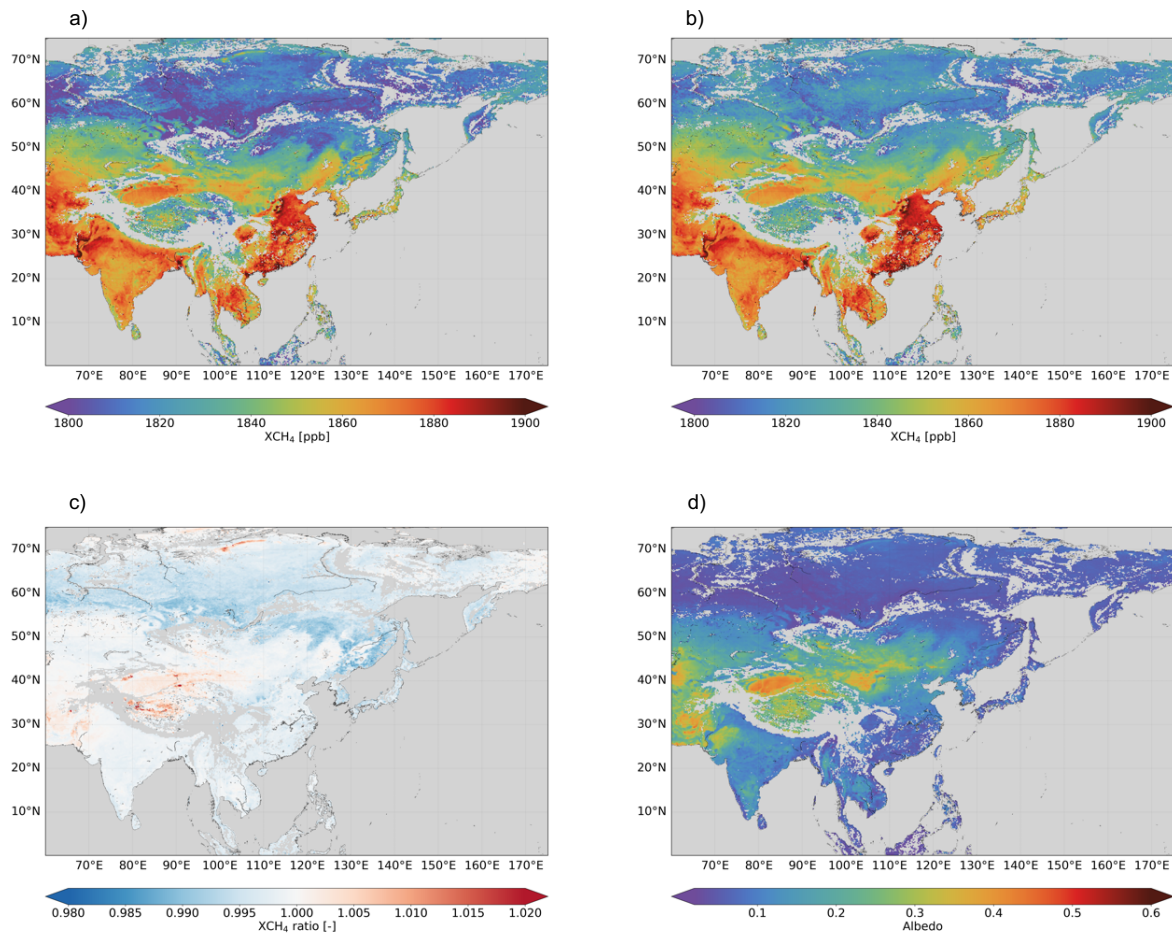 a)
b)
70°N 60°N 50°N 40°N 30°N 20°N 10°N
70°E 80°E 90°E 100°E 110°E 120°E 130°E 140°E 150°E 160°E 170°E
1800 1820 1840 1860 1880 1900
XCH₄ [ppb]
70°N 60°N 50°N 40°N 30°N 20°N 10°N
70°E 80°E 90°E 100°E 110°E 120°E 130°E 140°E 150°E 160°E 170°E
1800 1820 1840 1860 1880 1900
XCH₄ [ppb]
c)
d)
70°N 60°N 50°N 40°N 30°N 20°N 10°N
70°E 80°E 90°E 100°E 110°E 120°E 130°E 140°E 150°E 160°E 170°E
0.980 0.985 0.990 0.995 1.000 1.005 1.010 1.015 1.020
XCH₄ ratio [-]
70°N 60°N 50°N 40°N 30°N 20°N 10°N
70°E 80°E 90°E 100°E 110°E 120°E 130°E 140°E 150°E 160°E 170°E
0.1 0.2 0.3 0.4 0.5 0.6
Albedo